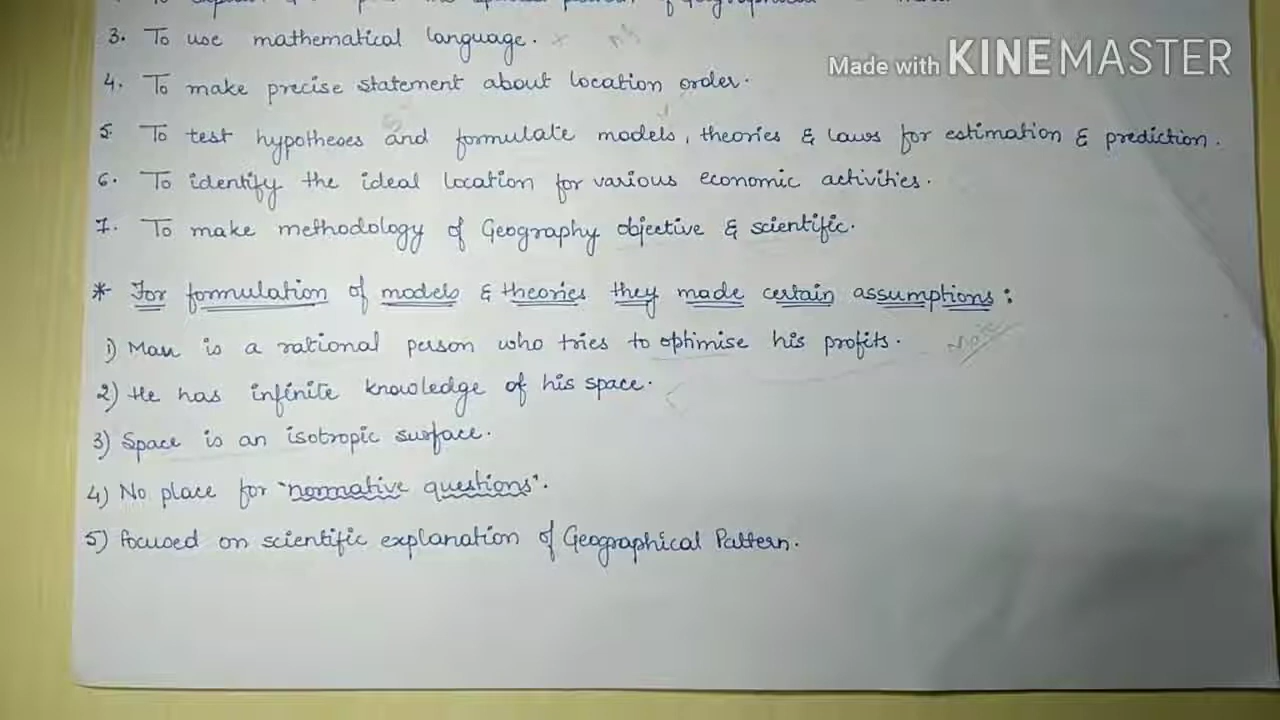 3. To use mathematical language.
Made with KINEMASTER
4. To make precise statement about location order.
5. To test hypotheses and formulate models, theories & laws for estimation & prediction.
6. To identify the ideal location for various economic activities.
7. To make methodology of Geography objective & scientific.
* For formulation of models & theories they made certain assumptions:
1) Man is a rational person who tries to optimise his profits.
2) He has infinite knowledge of his space.
3) Space is an isotropic surface.
4) No place for "normative questions".
5) Focused on scientific explanation of Geographical Pattern.